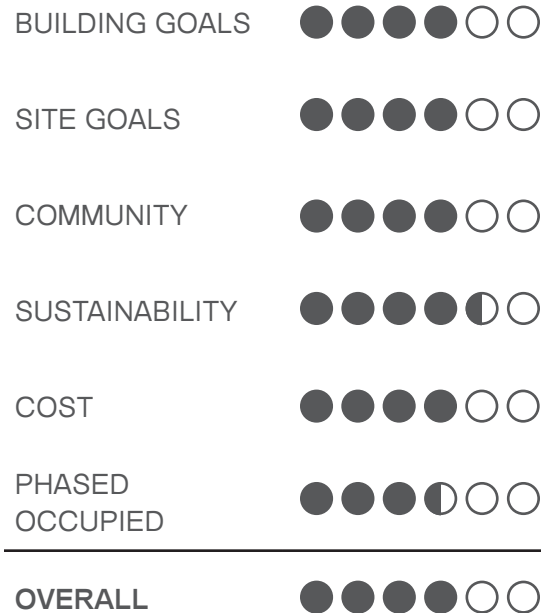 BUILDING GOALS
SITE GOALS
COMMUNITY
SUSTAINABILITY
COST
PHASED
OCCUPIED
OVERALL